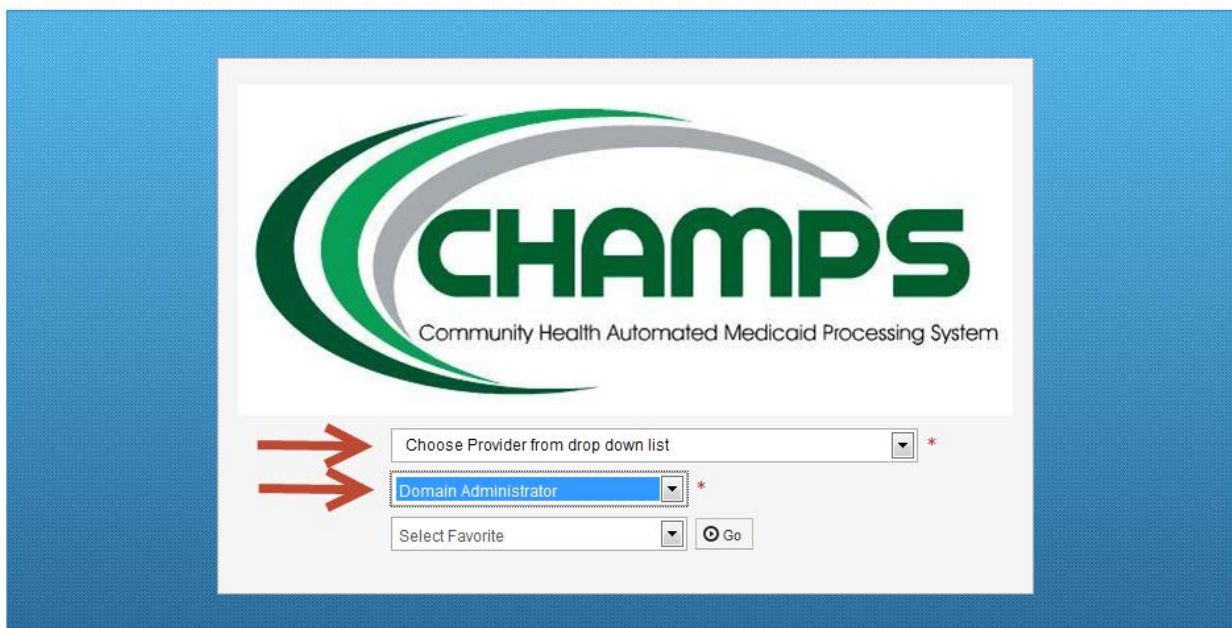 CHAMPS
Community Health Automated Medicaid Processing System
Choose Provider from drop down list *
Domain Administrator *
Select Favorite Go